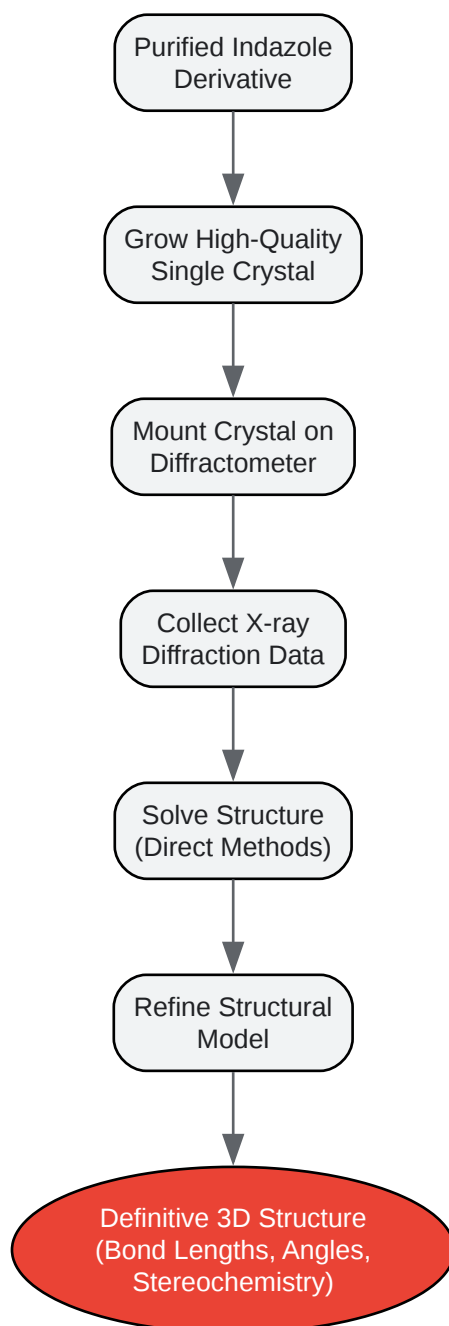 Purified Indazole
Derivative
Grow High-Quality
Single Crystal
Mount Crystal on
Diffractometer
Collect X-ray
Diffraction Data
Solve Structure
(Direct Methods)
Refine Structural
Model
Definitive 3D Structure
(Bond Lengths, Angles,
Stereochemistry)